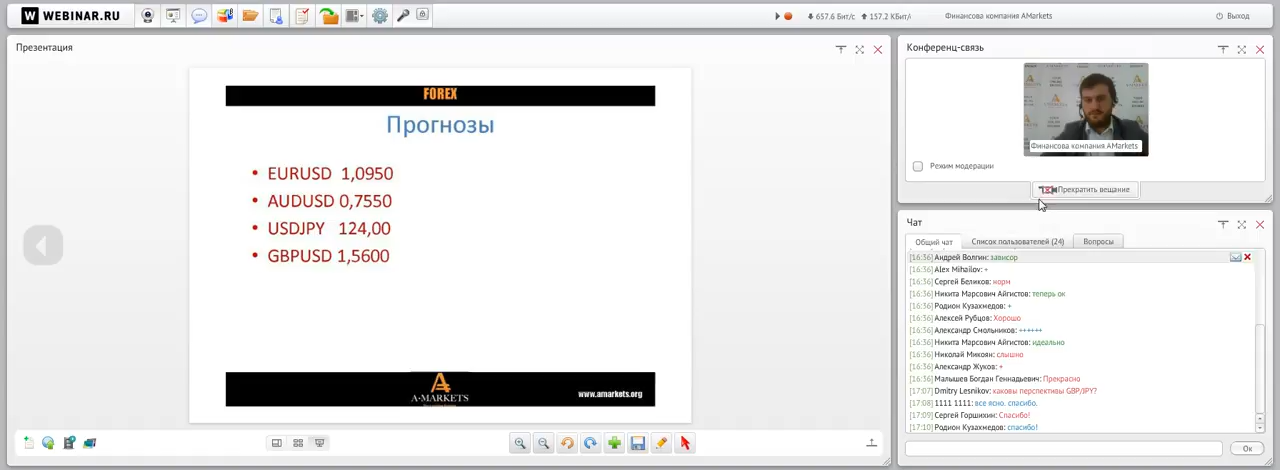 WEBINAR.RU
657.6 Бит/с 157.2 КБит/с
Финансова компания AMarkets
Выход
Презентация
FOREX
Прогнозы
• EURUSD 1,0950
• AUDUSD 0,7550
• USDJPY 124,00
• GBPUSD 1,5600
A·MARKETS
www.amarkets.org
Конференц-связь
Финансова компания AMarkets
Режим модерации
Прекратить вещание
Чат
Общий чат
Список пользователей (24)
Вопросы
[16:36] Андрей Волгин: зависор
[16:36] Alex Mihailov: +
[16:36] Сергей Беликов: норм
[16:36] Никита Марсович Айгистов: теперь ок
[16:36] Родион Кузахмедов: +
[16:36] Алексей Рубцов: Хорошо
[16:36] Александр Смольников: ++++++
[16:36] Никита Марсович Айгистов: идеально
[16:36] Николай Микоян: слышно
[16:36] Александр Жуков: +
[16:36] Малышев Богдан Геннадьевич: Прекрасно
[17:07] Dmitry Lesnikov: каковы перспективы GBP/JPY?
[17:08] 1111 1111: все ясно. спасибо.
[17:09] Сергей Горшихин: Спасибо!
[17:10] Родион Кузахмедов: спасибо!
Ок